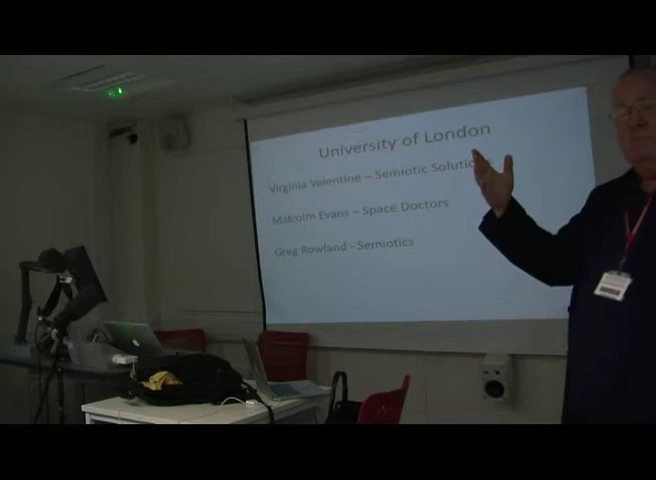 University of London
Virginia Valentine – Semiotic Solutions
Malcolm Evans – Space Doctors
Greg Rowland - Semiotics